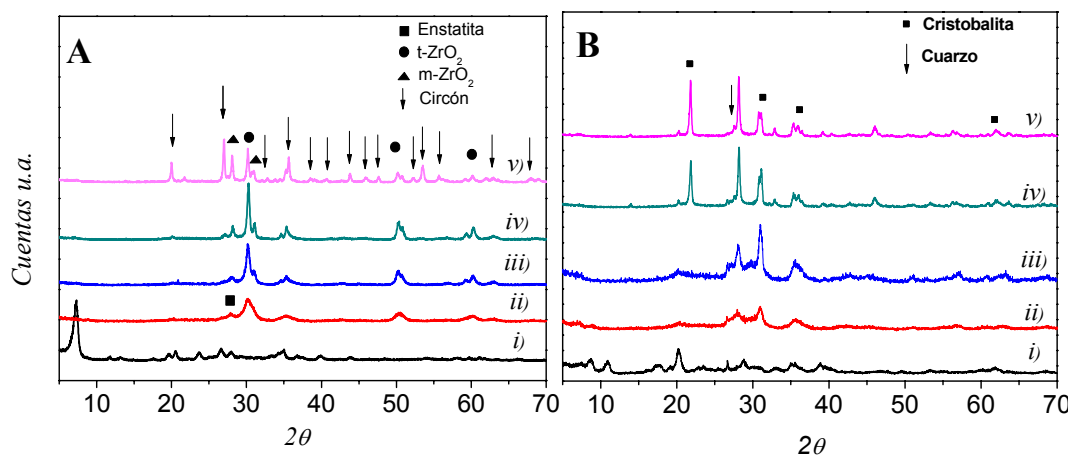 A
■ Enstatita
● t-ZrO₂
▲ m-ZrO₂
↓ Circón
v)
iv)
iii)
ii)
i)
Cuentas u.a.
10 20 30 40 50 60 70
2θ
B
■ Cristobalita
↓ Cuarzo
v)
iv)
iii)
ii)
i)
10 20 30 40 50 60 70
2θ